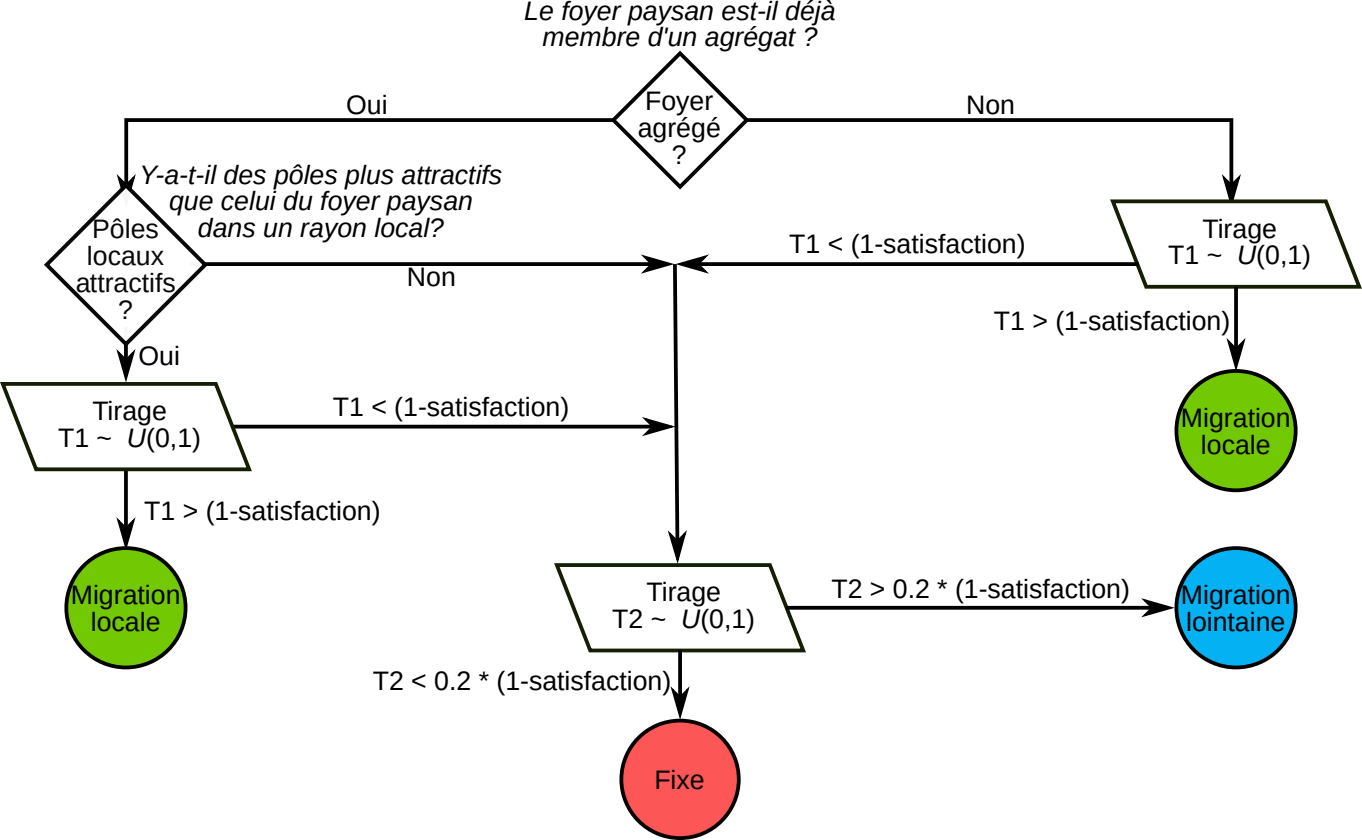 Le foyer paysan est-il déjà
membre d'un agrégat ?
Foyer
agrégé
?
Oui
Non
Y-a-t-il des pôles plus attractifs
que celui du foyer paysan
dans un rayon local?
Pôles
locaux
attractifs
?
Non
Oui
Tirage
T1 ~ U(0,1)
T1 < (1-satisfaction)
T1 > (1-satisfaction)
Migration
locale
Tirage
T1 ~ U(0,1)
T1 < (1-satisfaction)
T1 > (1-satisfaction)
Migration
locale
Tirage
T2 ~ U(0,1)
T2 > 0.2 * (1-satisfaction)
Migration
lointaine
T2 < 0.2 * (1-satisfaction)
Fixe